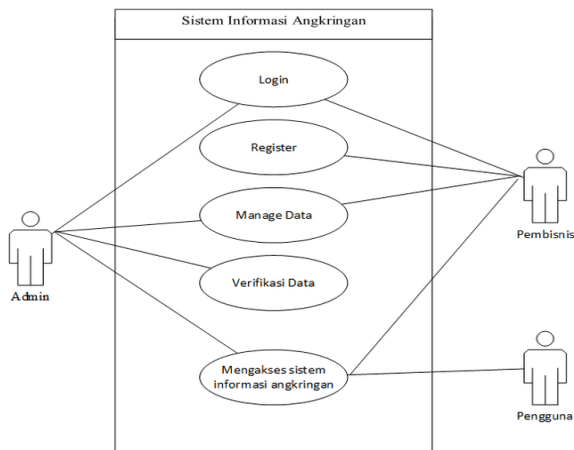 Sistem Informasi Angkringan
Login
Register
Manage Data
Verifikasi Data
Mengakses sistem
informasi angkringan
Admin
Pembisnis
Pengguna